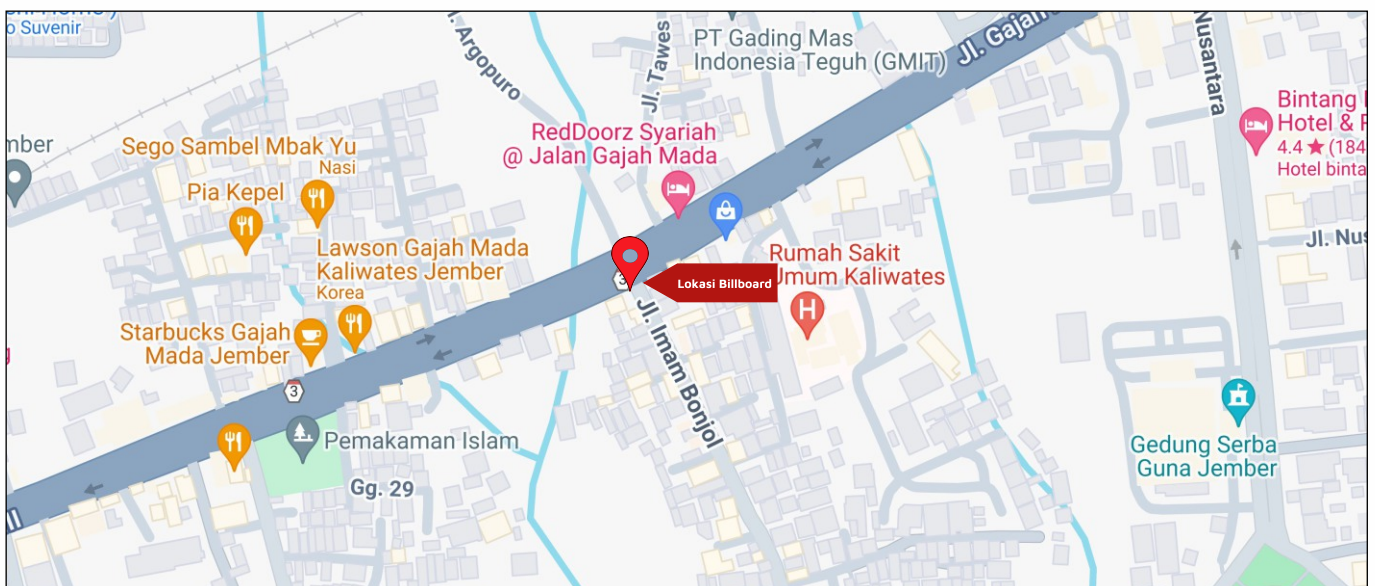 o Suvenir
Jl. Argopuro
Jl. Tawes
PT Gading Mas
Indonesia Teguh (GMIT)
Jl. Gajah
Nusantara
Bintang
Hotel &
4.4 ★ (184
Hotel binta
mber
Sego Sambel Mbak Yu
Nasi
Pia Kepel
RedDoorz Syariah
@ Jalan Gajah Mada
Lawson Gajah Mada
Kaliwates Jember
Korea
Rumah Sakit
Umum Kaliwates
H
Jl. Nus
3
Lokasi Billboard
Jl. Imam Bonjol
Starbucks Gajah
Mada Jember
3
Pemakaman Islam
Gg. 29
Gedung Serba
Guna Jember